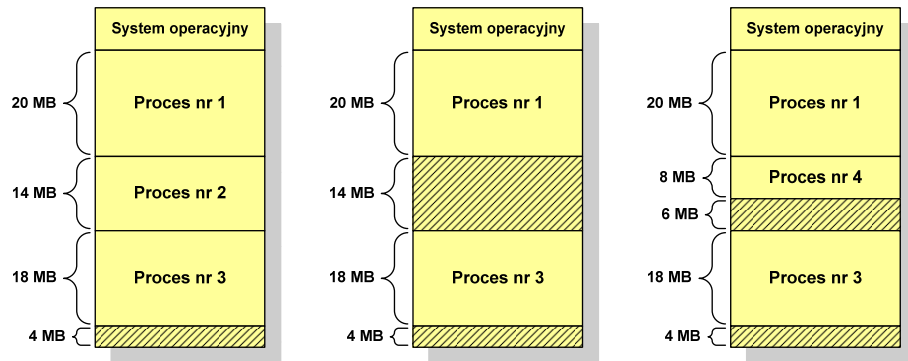 System operacyjny
20 MB
Proces nr 1
14 MB
Proces nr 2
18 MB
Proces nr 3
4 MB
System operacyjny
20 MB
Proces nr 1
14 MB
18 MB
Proces nr 3
4 MB
System operacyjny
20 MB
Proces nr 1
8 MB
Proces nr 4
6 MB
18 MB
Proces nr 3
4 MB